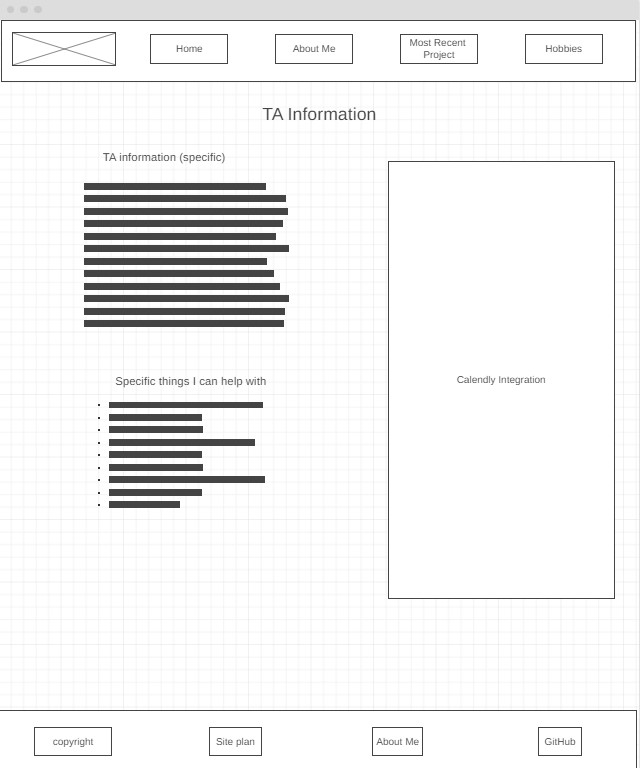 Home
About Me
Most Recent
Project
Hobbies
TA Information
TA information (specific)
Calendly Integration
Specific things I can help with
copyright
Site plan
About Me
GitHub